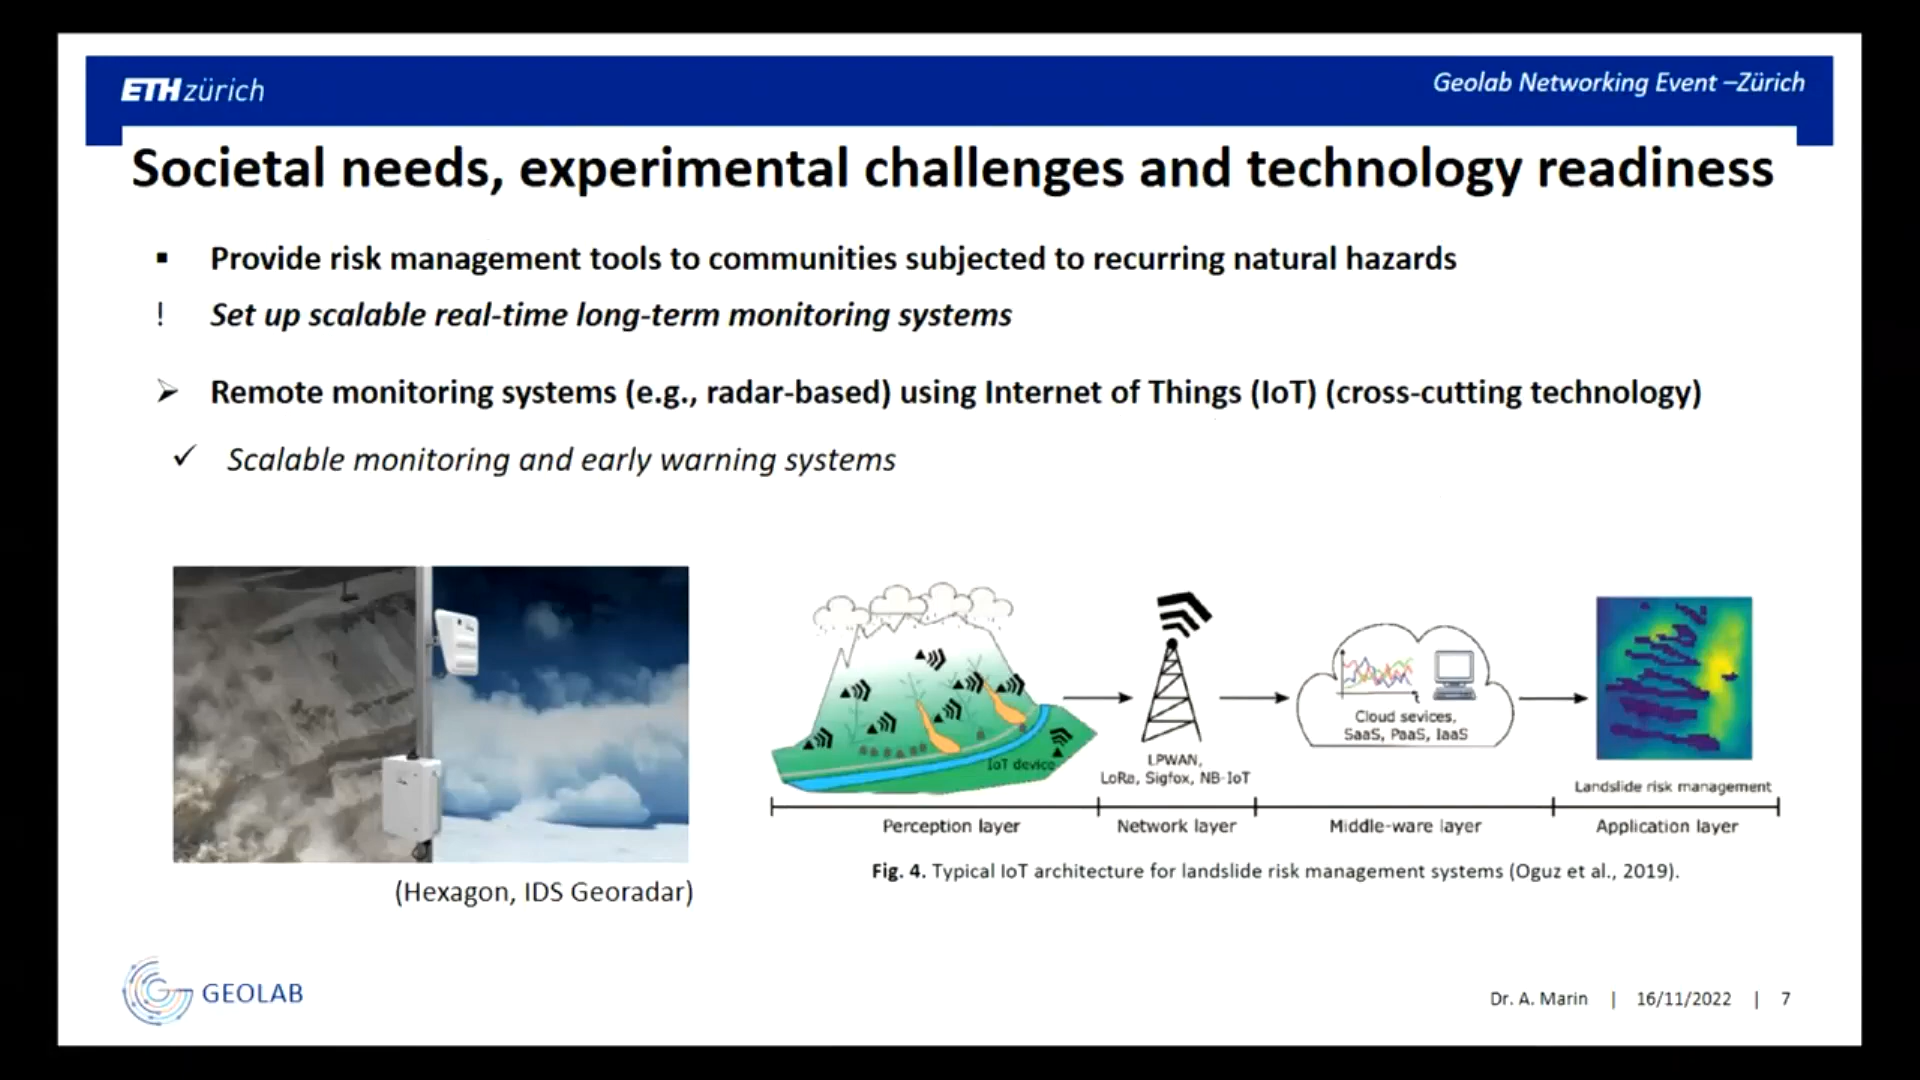 ETH zürich
Geolab Networking Event –Zürich
Societal needs, experimental challenges and technology readiness
▪ Provide risk management tools to communities subjected to recurring natural hazards
! Set up scalable real-time long-term monitoring systems
➢ Remote monitoring systems (e.g., radar-based) using Internet of Things (IoT) (cross-cutting technology)
✓ Scalable monitoring and early warning systems
(Hexagon, IDS Georadar)
IoT device
LPWAN,
LoRa, Sigfox, NB-IoT
t
Cloud sevices,
SaaS, PaaS, IaaS
Landslide risk management
Perception layer
Network layer
Middle-ware layer
Application layer
Fig. 4. Typical IoT architecture for landslide risk management systems (Oguz et al., 2019).
GEOLAB
Dr. A. Marin | 16/11/2022 | 7